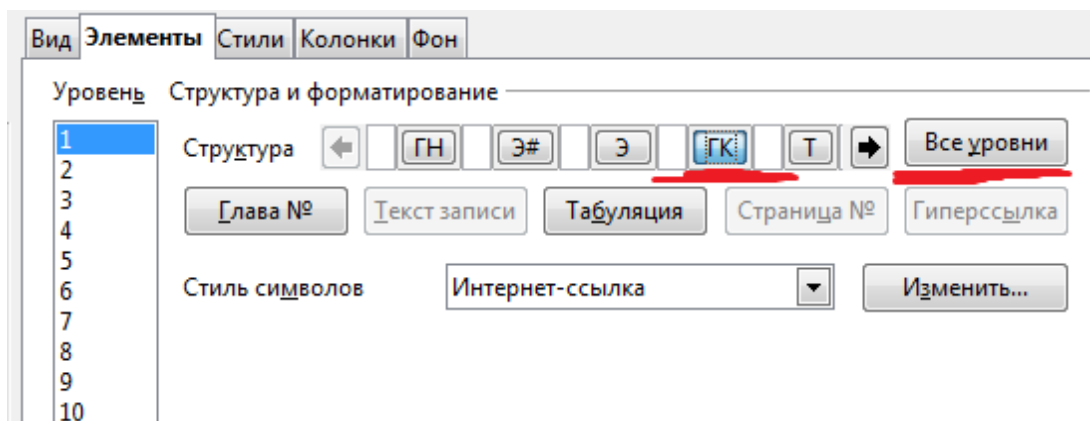 Вид Элементы Стили Колонки Фон
Уровень Структура и форматирование
1
Структура ГН Э# Э ГК Т Все уровни
2
3
Глава № Текст записи Табуляция Страница № Гиперссылка
4
5
6
Стиль символов Интернет-ссылка Изменить...
7
8
9
10